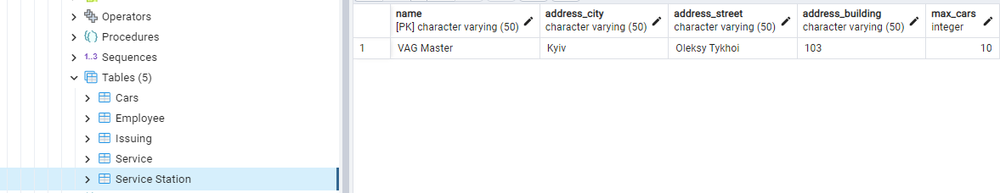 Operators
Procedures
1..3 Sequences
Tables (5)
Cars
Employee
Issuing
Service
Service Station
name address_city address_street address_building max_cars
[PK] character varying (50) character varying (50) character varying (50) character varying (50) integer
1 VAG Master Kyiv Oleksy Tykhoi 103 10